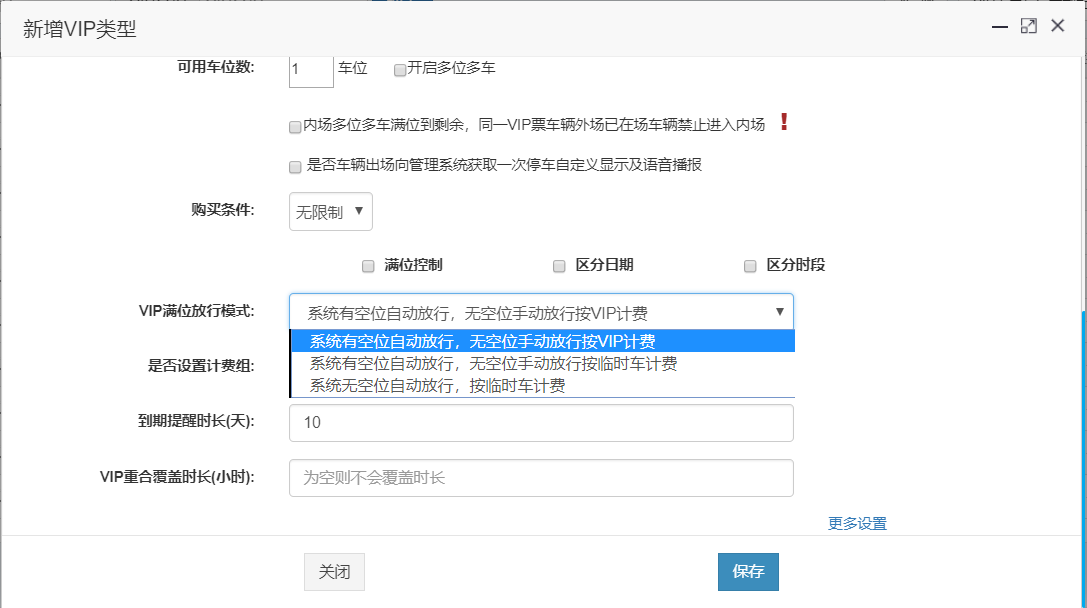 新增VIP类型
可用车位数: 1 车位 开启多位多车
内场多位多车满位到剩余，同一VIP票车辆外场已在场车辆禁止进入内场 !
是否车辆出场向管理系统获取一次停车自定义显示及语音播报
购买条件: 无限制
满位控制 区分日期 区分时段
VIP满位放行模式: 系统有空位自动放行，无空位手动放行按VIP计费
系统有空位自动放行，无空位手动放行按VIP计费
是否设置计费组: 系统有空位自动放行，无空位手动放行按临时车计费
系统无空位自动放行，按临时车计费
到期提醒时长(天): 10
VIP重合覆盖时长(小时): 为空则不会覆盖时长
更多设置
关闭 保存